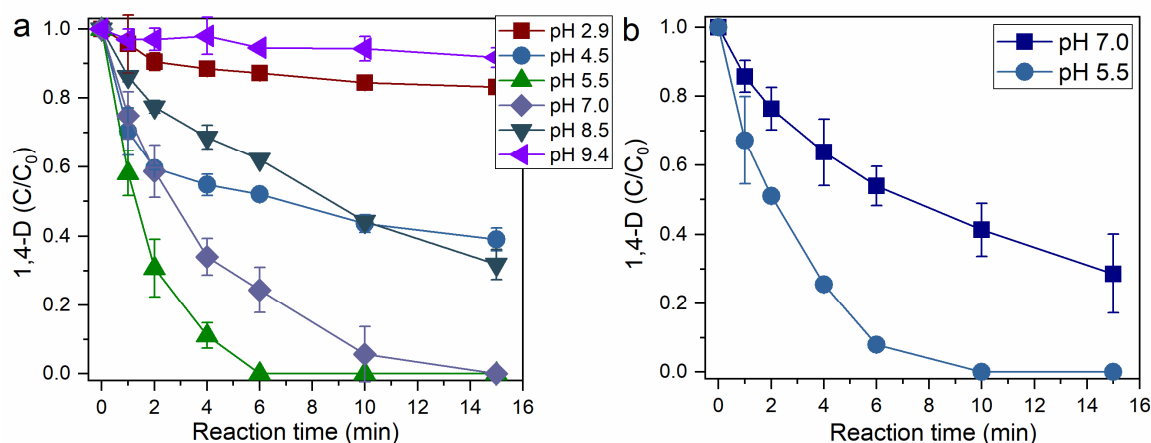 a
pH 2.9
pH 4.5
pH 5.5
pH 7.0
pH 8.5
pH 9.4
1,4-D (C/C₀)
1.0
0.8
0.6
0.4
0.2
0.0
0 2 4 6 8 10 12 14 16
Reaction time (min)
b
pH 7.0
pH 5.5
1,4-D (C/C₀)
1.0
0.8
0.6
0.4
0.2
0.0
0 2 4 6 8 10 12 14 16
Reaction time (min)